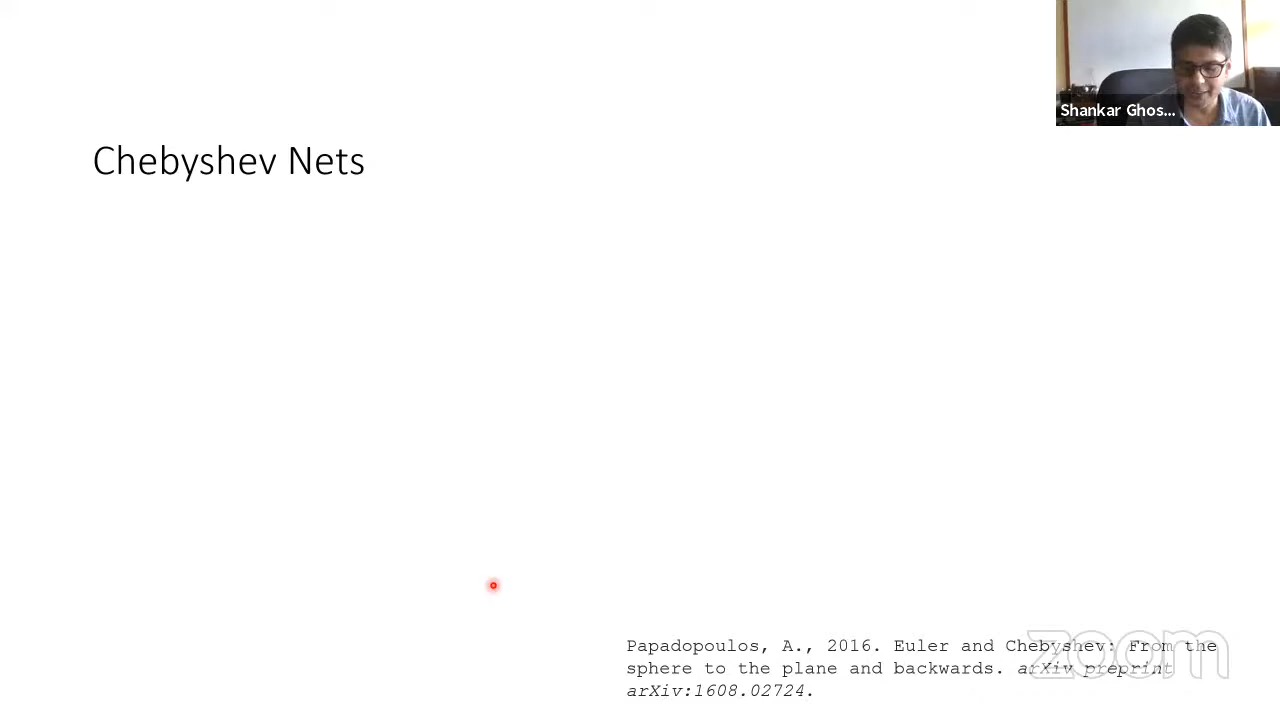 Shankar Ghos...
Chebyshev Nets
Papadopoulos, A., 2016. Euler and Chebyshev: From the
sphere to the plane and backwards. arXiv preprint
arXiv:1608.02724.
zoom